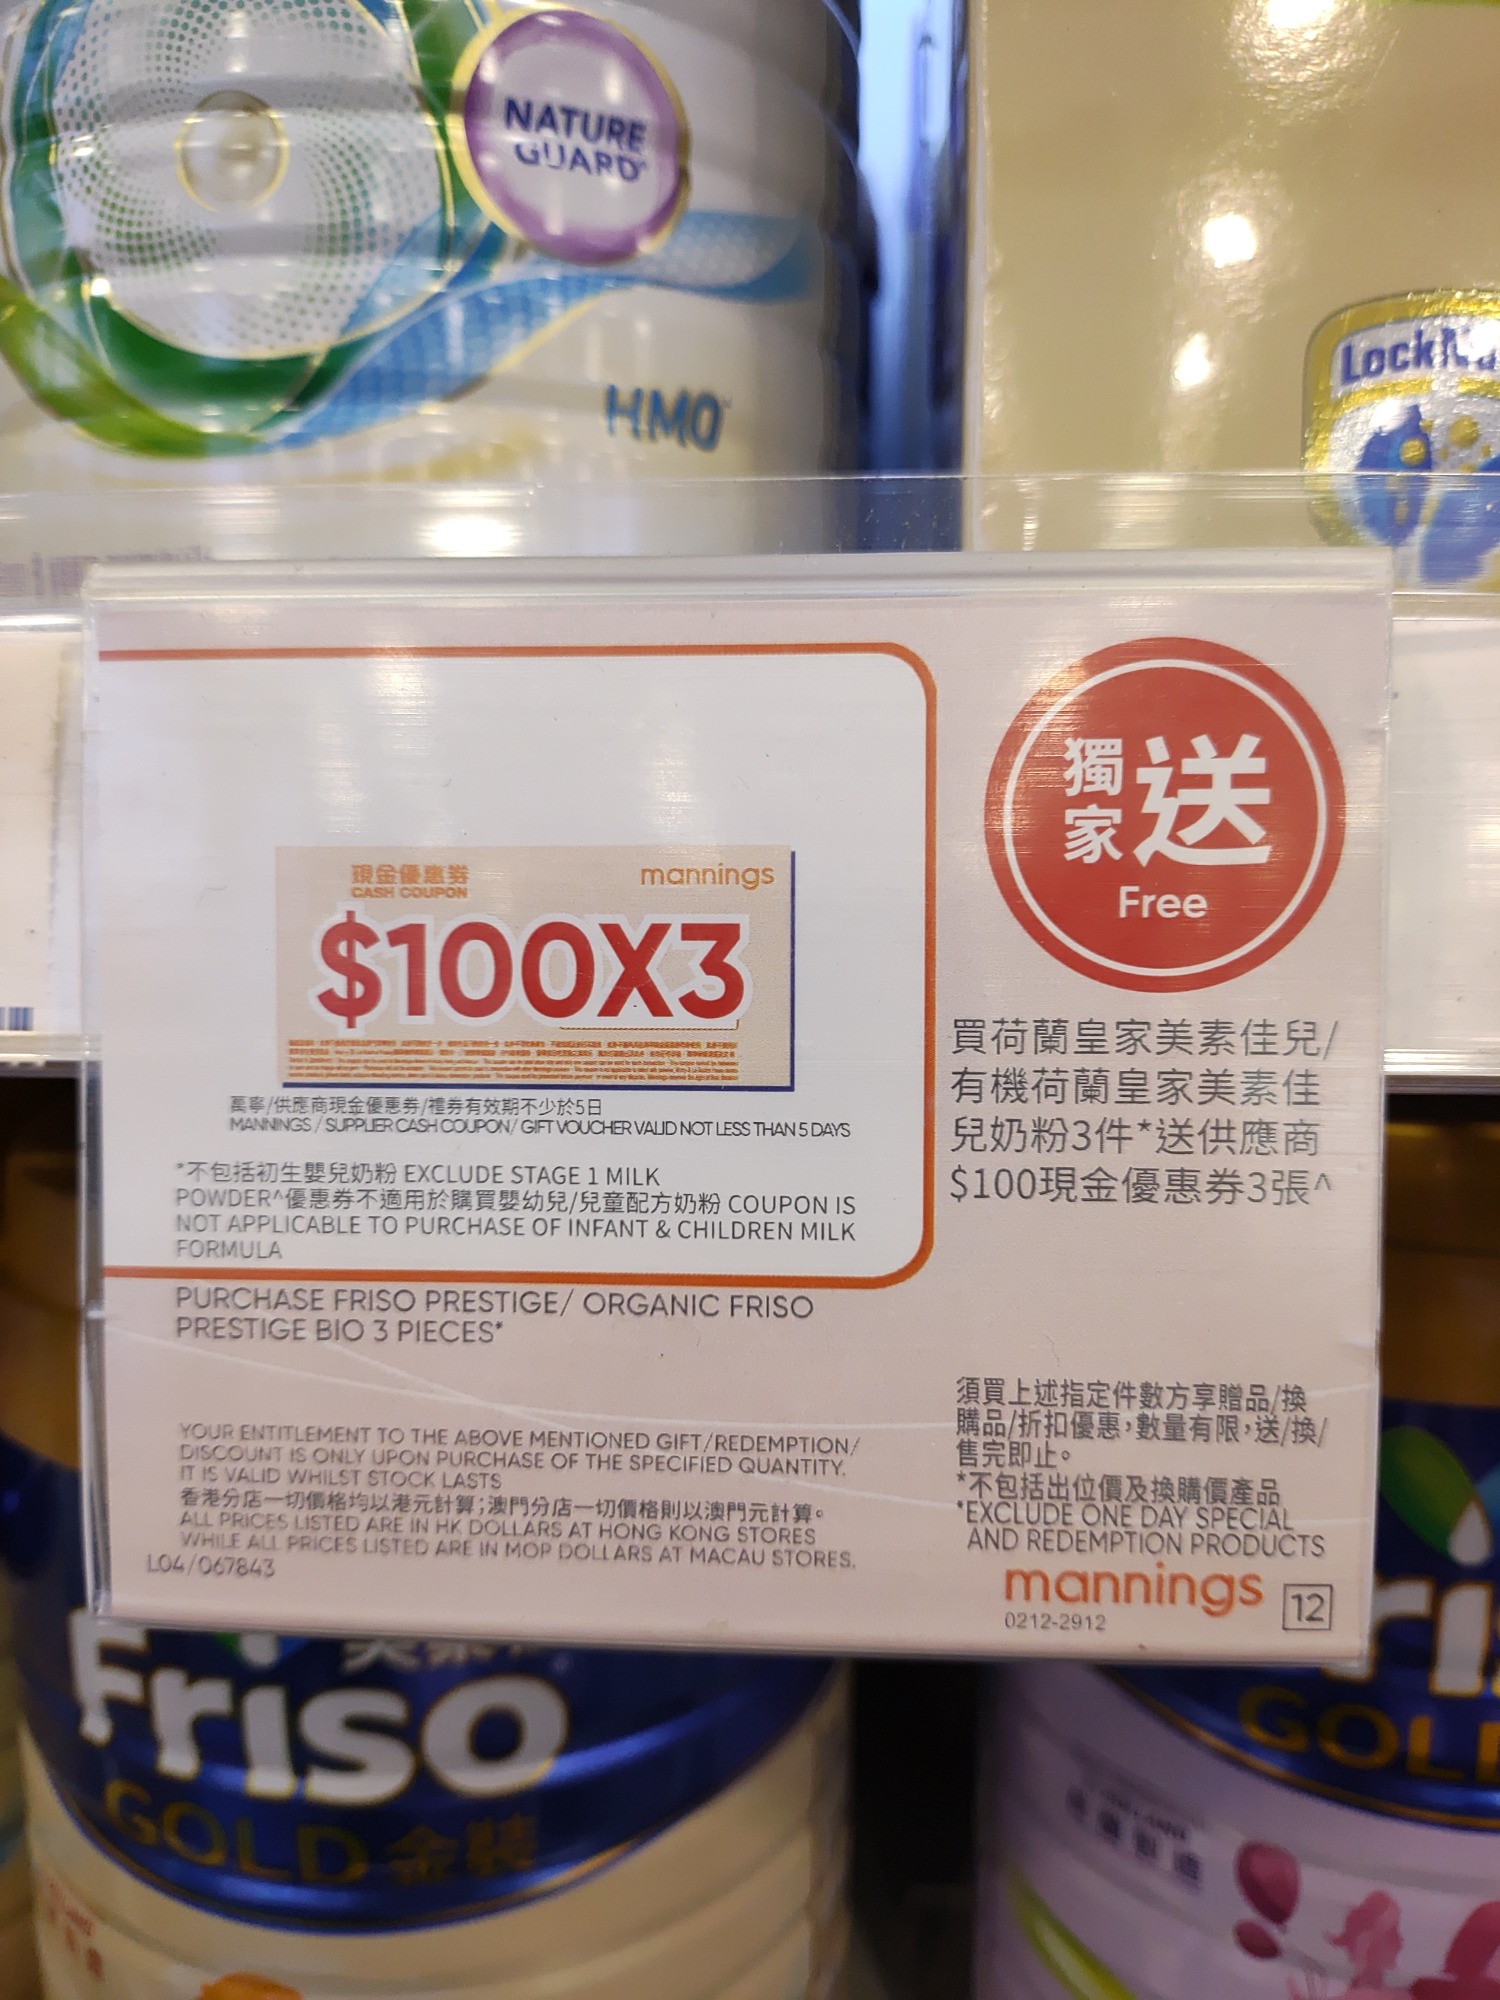 NATURE
GUARD
HMO
Lock
現金優惠券
CASH COUPON
mannings
$100X3
萬寧/供應商現金優惠券/禮券有效期不少於5日
MANNINGS / SUPPLIER CASH COUPON/ GIFT VOUCHER VALID NOT LESS THAN 5 DAYS
*不包括初生嬰兒奶粉 EXCLUDE STAGE 1 MILK
POWDER^優惠券不適用於購買嬰幼兒/兒童配方奶粉 COUPON IS
NOT APPLICABLE TO PURCHASE OF INFANT & CHILDREN MILK
FORMULA
PURCHASE FRISO PRESTIGE/ ORGANIC FRISO
PRESTIGE BIO 3 PIECES*
YOUR ENTITLEMENT TO THE ABOVE MENTIONED GIFT/REDEMPTION/
DISCOUNT IS ONLY UPON PURCHASE OF THE SPECIFIED QUANTITY.
IT IS VALID WHILST STOCK LASTS
香港分店一切價格均以港元計算;澳門分店一切價格則以澳門元計算。
ALL PRICES LISTED ARE IN HK DOLLARS AT HONG KONG STORES
WHILE ALL PRICES LISTED ARE IN MOP DOLLARS AT MACAU STORES.
L04/067843
獨家送
Free
買荷蘭皇家美素佳兒/
有機荷蘭皇家美素佳
兒奶粉3件*送供應商
$100現金優惠券3張^
須買上述指定件數方享贈品/換
購品/折扣優惠,數量有限,送/換/
售完即止。
*不包括出位價及換購價產品
*EXCLUDE ONE DAY SPECIAL
AND REDEMPTION PRODUCTS
mannings
12
0212-2912
Friso
GOLD 金裝
GOL